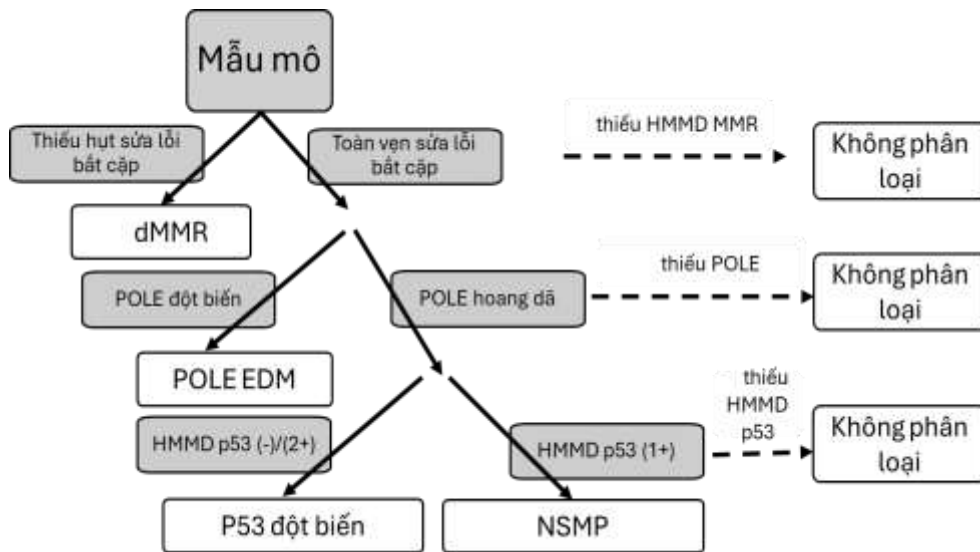 Mẫu mô
Thiếu hụt sửa lỗi
bắt cặp
Toàn vẹn sửa lỗi
bắt cặp
thiếu HMMD MMR
Không phân
loại
dMMR
POLE đột biến
POLE hoang dã
thiếu POLE
Không phân
loại
POLE EDM
thiếu
HMMD
p53
HMMD p53 (-)/(2+)
HMMD p53 (1+)
Không phân
loại
P53 đột biến
NSMP